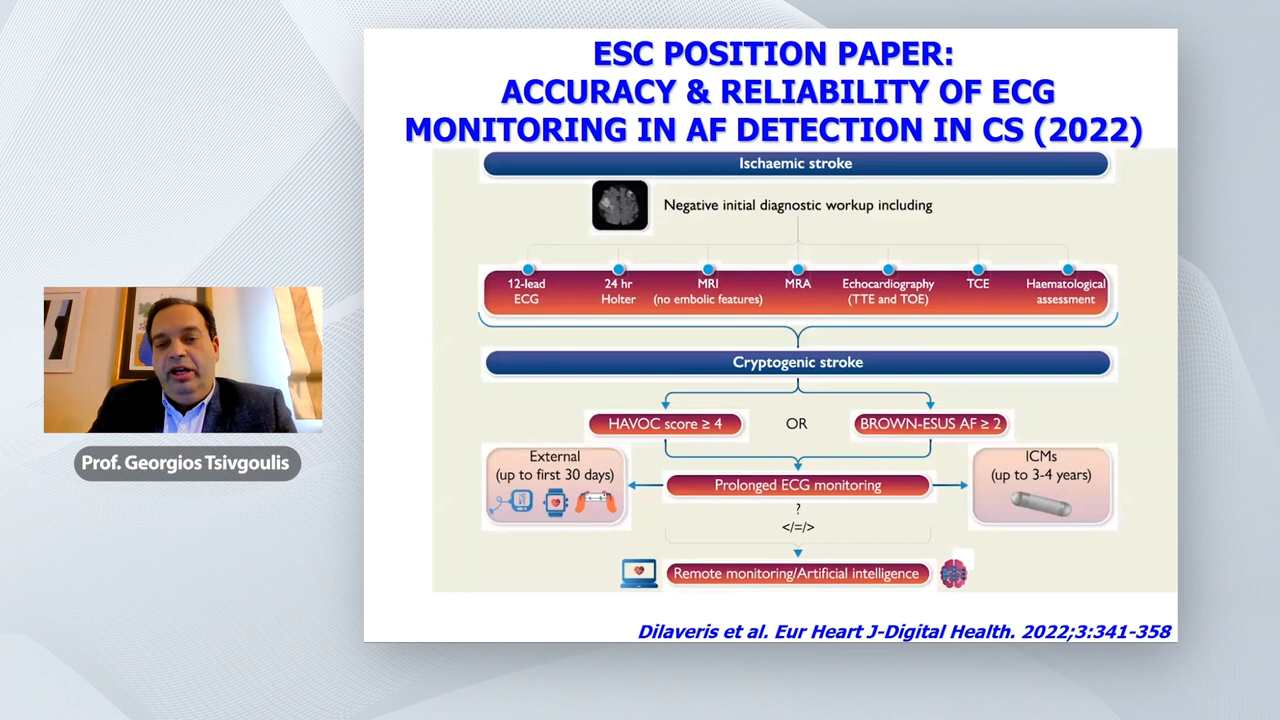 ESC POSITION PAPER:
ACCURACY & RELIABILITY OF ECG
MONITORING IN AF DETECTION IN CS (2022)
Ischaemic stroke
Negative initial diagnostic workup including
12-lead
ECG
24 hr
Holter
MRI
(no embolic features)
MRA
Echocardiography
(TTE and TOE)
TCE
Haematological
assessment
Cryptogenic stroke
HAVOC score ≥ 4
OR
BROWN-ESUS AF ≥ 2
External
(up to first 30 days)
Prolonged ECG monitoring
ICMs
(up to 3-4 years)
?
</=/>
Remote monitoring/Artificial intelligence
Dilaveris et al. Eur Heart J-Digital Health. 2022;3:341-358
Prof. Georgios Tsivgoulis